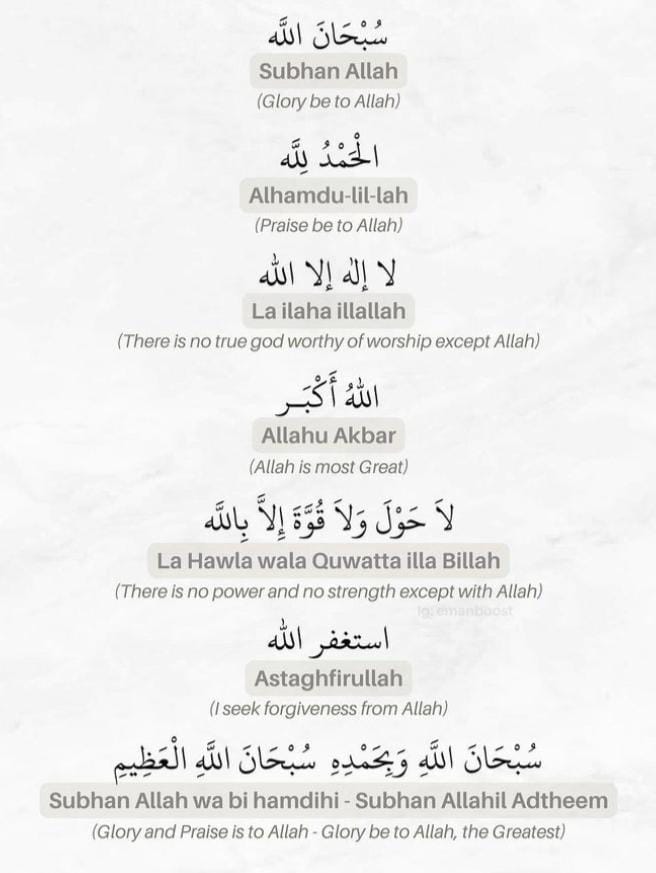 سُبْحَانَ اللَّه
Subhan Allah
(Glory be to Allah)
الْحَمْدُ لِلَّه
Alhamdu-lil-lah
(Praise be to Allah)
لا إله إلا الله
La ilaha illallah
(There is no true god worthy of worship except Allah)
اللهُ أَكْبَـر
Allahu Akbar
(Allah is most Great)
لاَ حَوْلَ وَلاَ قُوَّةَ إِلاَّ بِاللَّه
La Hawla wala Quwatta illa Billah
(There is no power and no strength except with Allah)
Ig: emanboost
استغفر الله
Astaghfirullah
(I seek forgiveness from Allah)
سُبْحَانَ اللَّهِ وَبِحَمْدِهِ سُبْحَانَ اللَّهِ الْعَظِيمِ
Subhan Allah wa bi hamdihi - Subhan Allahil Adtheem
(Glory and Praise is to Allah - Glory be to Allah, the Greatest)